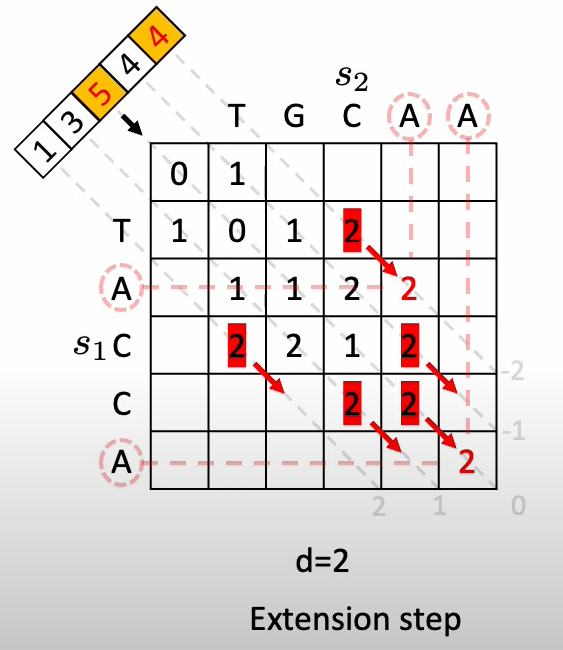 1 3 5 4 4
s₂
T G C A A
0 1
T 1 0 1 2
A 1 1 2 2
s₁ C 2 2 1 2
-2
C 2 2
-1
A 2
2 1 0
d=2
Extension step